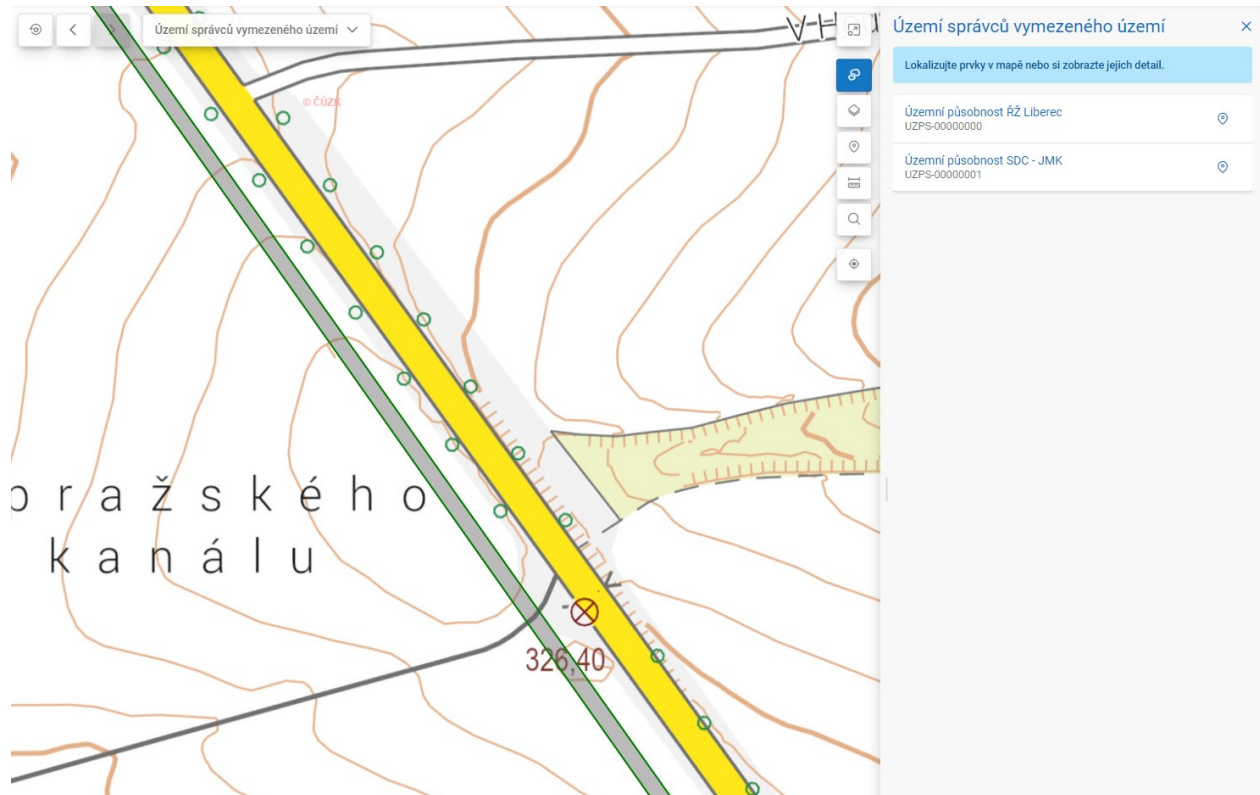 Území správců vymezeného území
© ČÚZK
bražského
kanálu
326,40
Území správců vymezeného území
Lokalizujte prvky v mapě nebo si zobrazte jejich detail.
Územní působnost ŘŽ Liberec
UZPS-00000000
Územní působnost SDC - JMK
UZPS-00000001